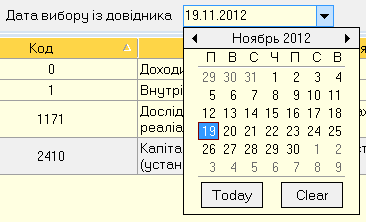 Дата вибору із довідника 19.11.2012
Ноябрь 2012
П В С Ч П С В
29 30 31 1 2 3 4
5 6 7 8 9 10 11
12 13 14 15 16 17 18
19 20 21 22 23 24 25
26 27 28 29 30 1 2
3 4 5 6 7 8 9
Today Clear
Код
0 Доходи
1 Внутрі
1171 Дослід
реаліа
2410 Капіта
(устан